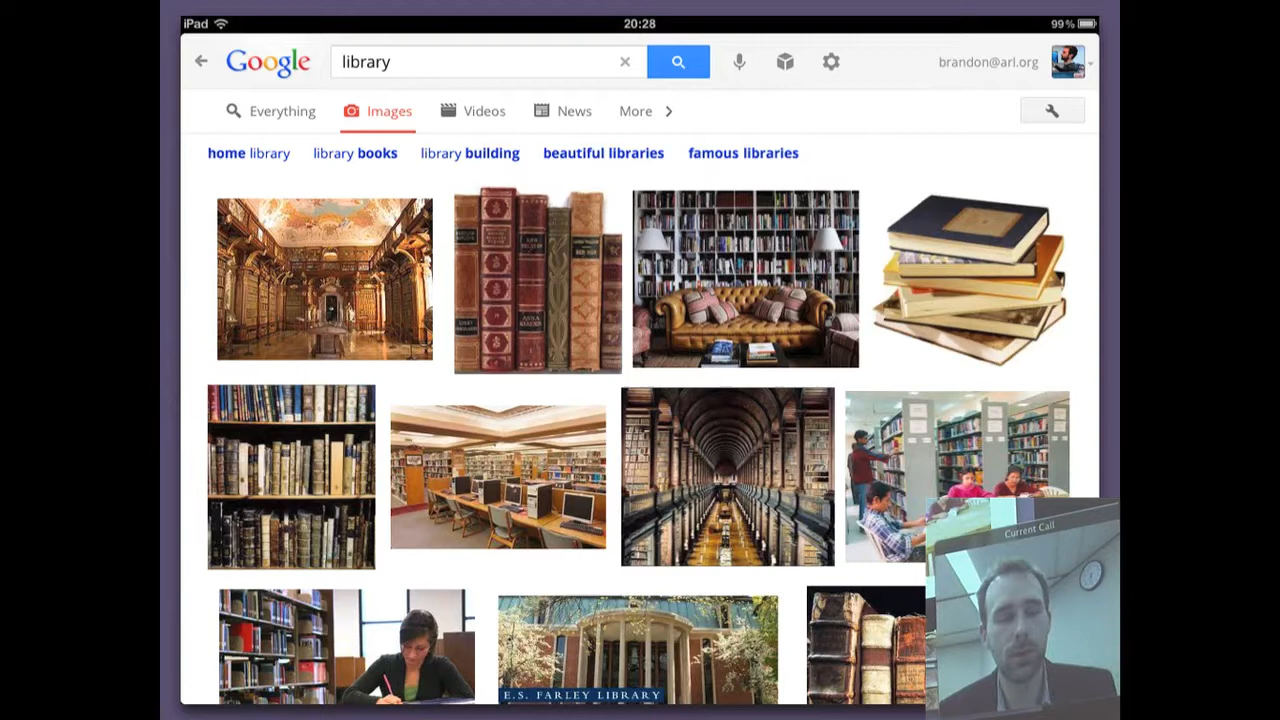 iPad 20:28 99%
Google library brandon@arl.org
Everything Images Videos News More
home library library books library building beautiful libraries famous libraries
Current Call
E.S. FARLEY LIBRARY